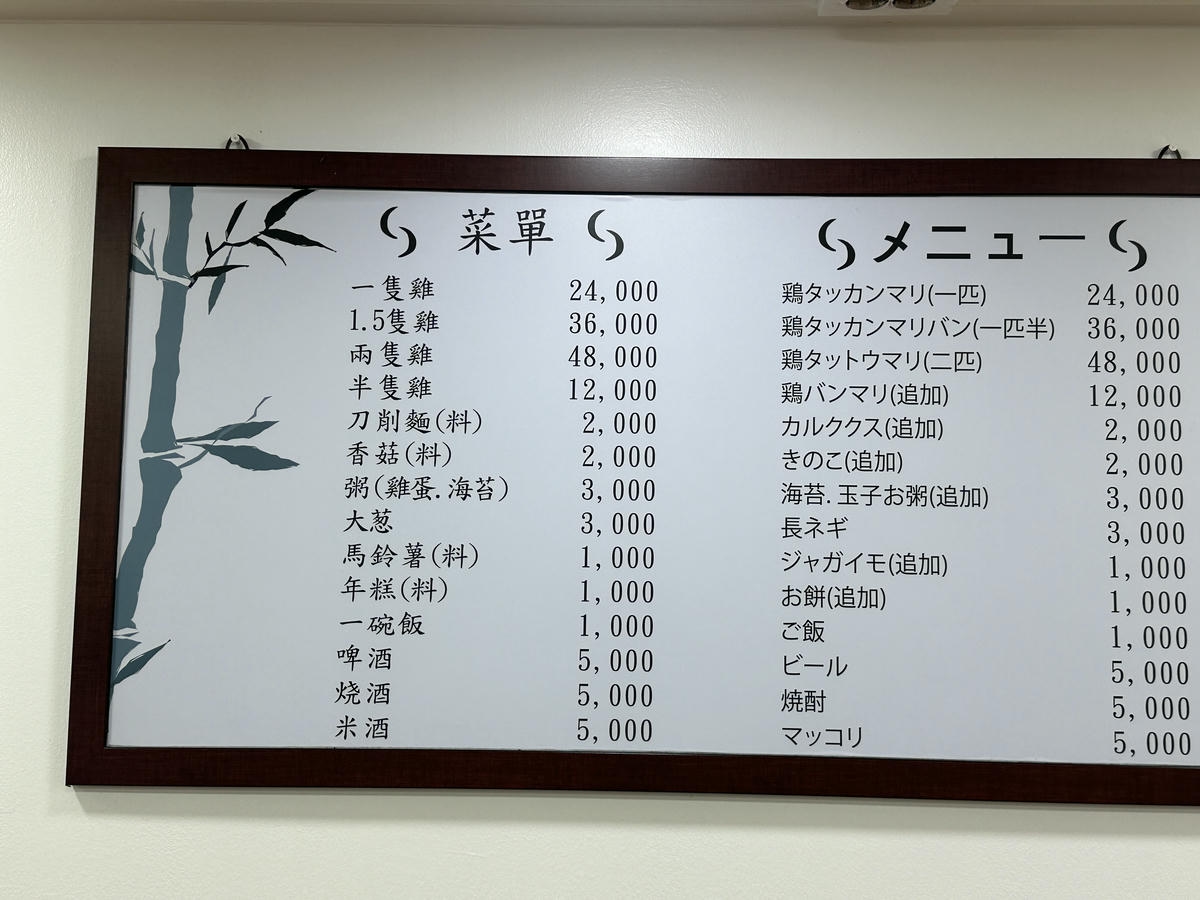 菜單
一隻雞 24,000
1.5隻雞 36,000
兩隻雞 48,000
半隻雞 12,000
刀削麵(料) 2,000
香菇(料) 2,000
粥(雞蛋.海苔) 3,000
大葱 3,000
馬鈴薯(料) 1,000
年糕(料) 1,000
一碗飯 1,000
啤酒 5,000
烧酒 5,000
米酒 5,000
メニュー
鶏タッカンマリ(一匹) 24,000
鶏タッカンマリバン(一匹半) 36,000
鶏タットウマリ(二匹) 48,000
鶏バンマリ(追加) 12,000
カルククス(追加) 2,000
きのこ(追加) 2,000
海苔.玉子お粥(追加) 3,000
長ネギ 3,000
ジャガイモ(追加) 1,000
お餅(追加) 1,000
ご飯 1,000
ビール 5,000
焼酎 5,000
マッコリ 5,000